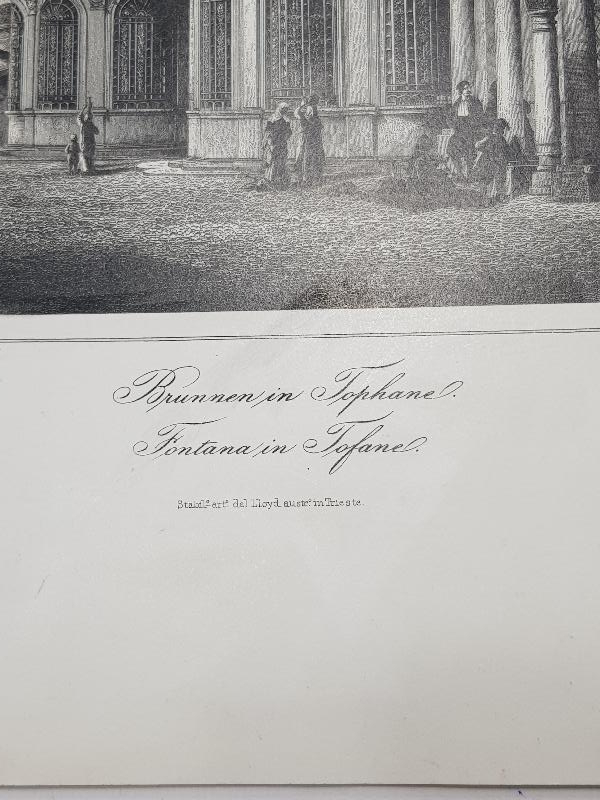 Brunnen in Tophane.
Fontana in Tofane.
Stabil.º art.º del Lloyd austr.º in Trieste.